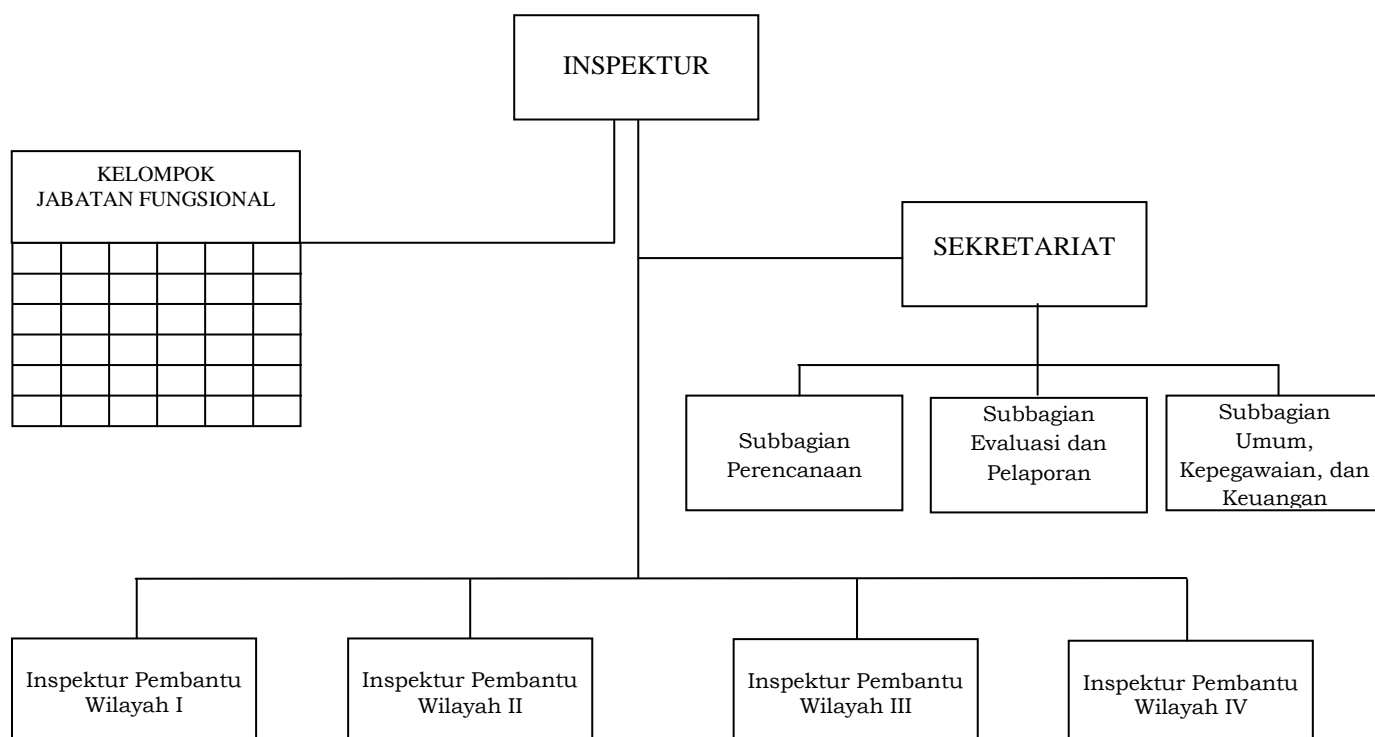 INSPEKTUR
KELOMPOK
JABATAN FUNGSIONAL
SEKRETARIAT
Subbagian
Perencanaan
Subbagian
Evaluasi dan
Pelaporan
Subbagian
Umum,
Kepegawaian, dan
Keuangan
Inspektur Pembantu
Wilayah I
Inspektur Pembantu
Wilayah II
Inspektur Pembantu
Wilayah III
Inspektur Pembantu
Wilayah IV